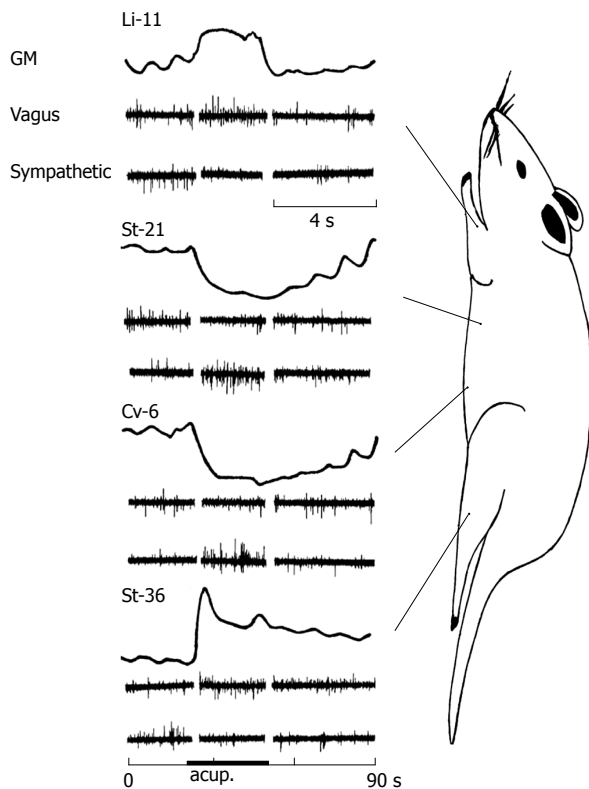 Li-11
GM
Vagus
Sympathetic
4 s
St-21
Cv-6
St-36
0 acup. 90 s